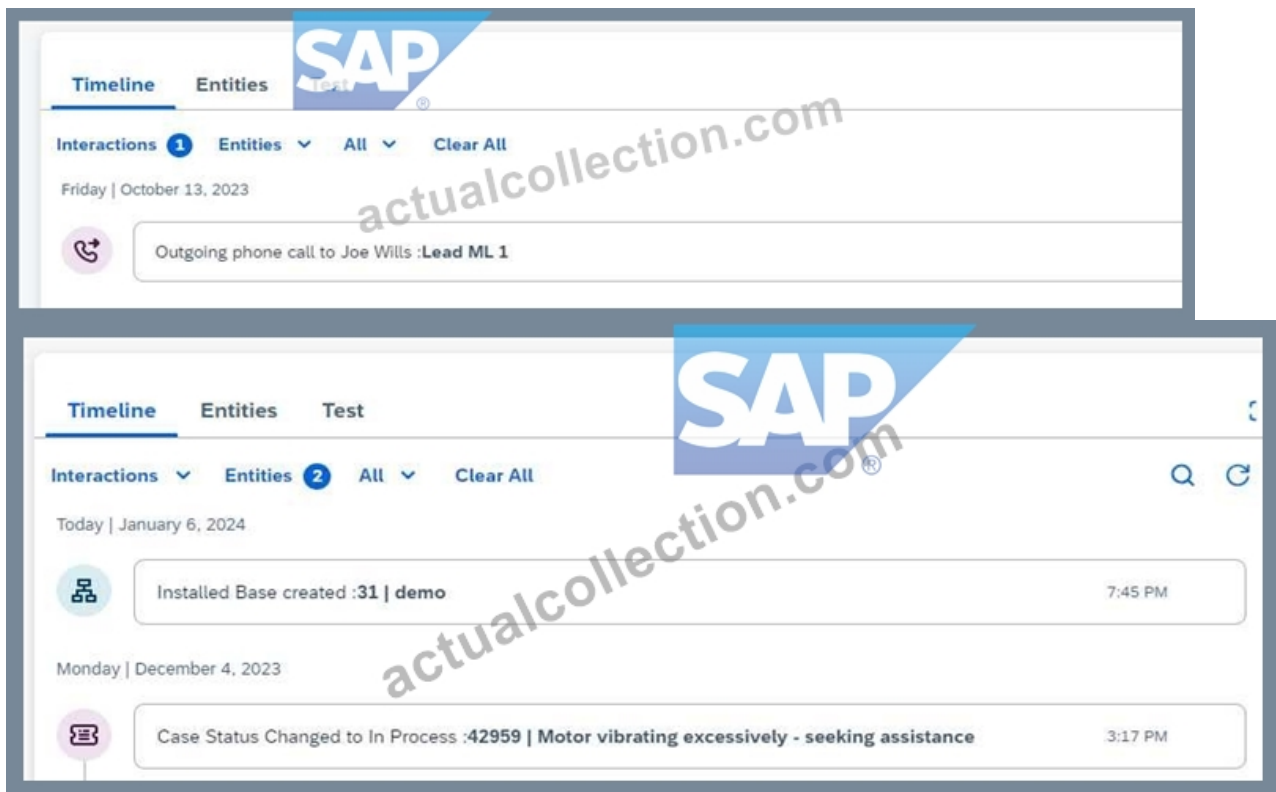 SAP
®
Timeline Entities Test
Interactions 1 Entities All Clear All
Friday | October 13, 2023
Outgoing phone call to Joe Wills :Lead ML 1
actualcollection.com
SAP
®
Timeline Entities Test
Interactions Entities 2 All Clear All
Today | January 6, 2024
Installed Base created :31 | demo 7:45 PM
Monday | December 4, 2023
Case Status Changed to In Process :42959 | Motor vibrating excessively - seeking assistance 3:17 PM
actualcollection.com